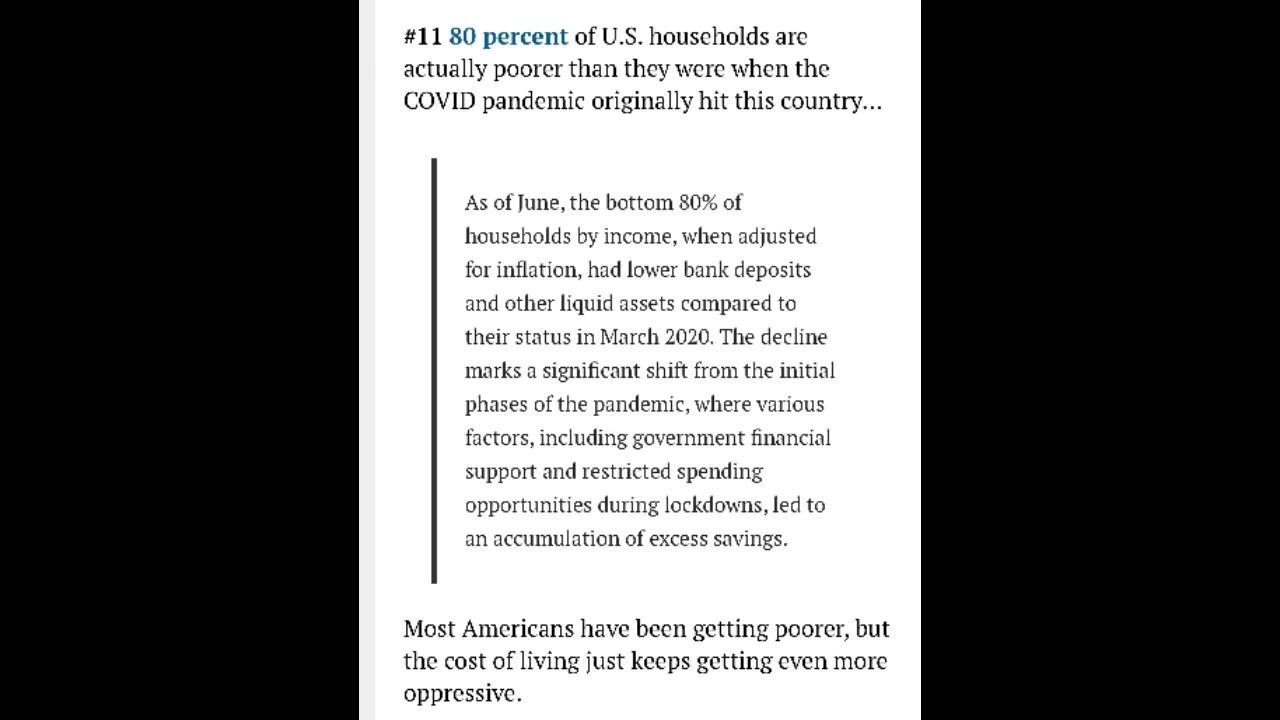 #11 80 percent of U.S. households are
actually poorer than they were when the
COVID pandemic originally hit this country...
As of June, the bottom 80% of
households by income, when adjusted
for inflation, had lower bank deposits
and other liquid assets compared to
their status in March 2020. The decline
marks a significant shift from the initial
phases of the pandemic, where various
factors, including government financial
support and restricted spending
opportunities during lockdowns, led to
an accumulation of excess savings.
Most Americans have been getting poorer, but
the cost of living just keeps getting even more
oppressive.